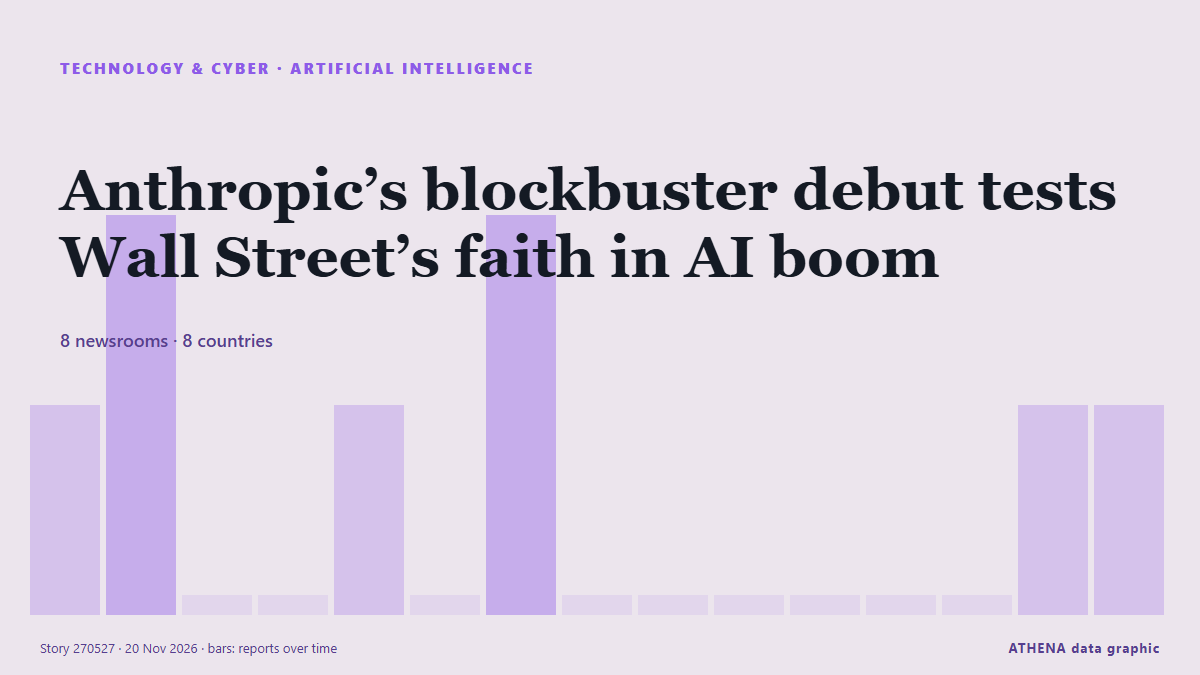 TECHNOLOGY & CYBER · ARTIFICIAL INTELLIGENCE
Anthropic’s blockbuster debut tests
Wall Street’s faith in AI boom
8 newsrooms · 8 countries
Story 270527 · 20 Nov 2026 · bars: reports over time
ATHENA data graphic